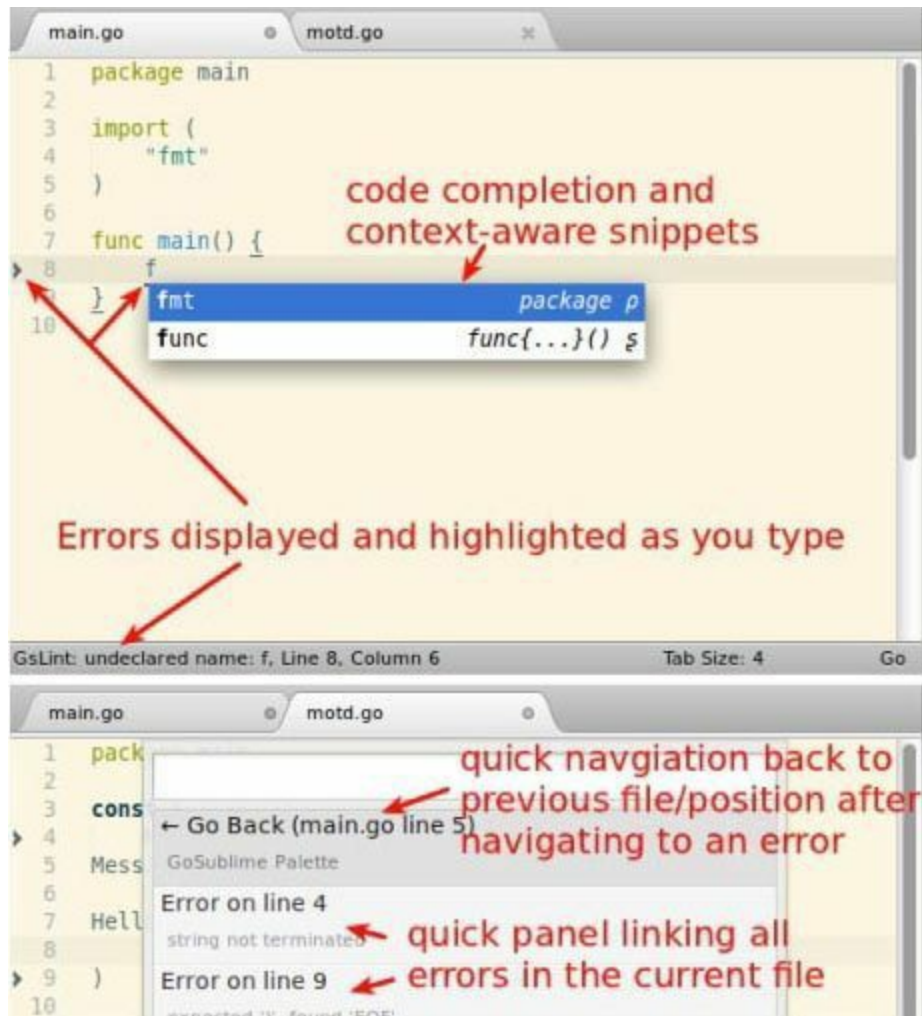 main.go motd.go
1 package main
2
3 import (
4 "fmt"
5 )
6
code completion and
context-aware snippets
7 func main() {
8 f
fmt package ρ
9 }
10
func func{...}() ʂ
Errors displayed and highlighted as you type
GsLint: undeclared name: f, Line 8, Column 6 Tab Size: 4 Go
main.go motd.go
1 pack
2
quick navgiation back to
previous file/position after
navigating to an error
3 cons
← Go Back (main.go line 5)
4
5 Mess
GoSublime Palette
6
Error on line 4
7 Hell
string not terminated
quick panel linking all
errors in the current file
8
9 )
Error on line 9
10
expected ')', found 'EOF'